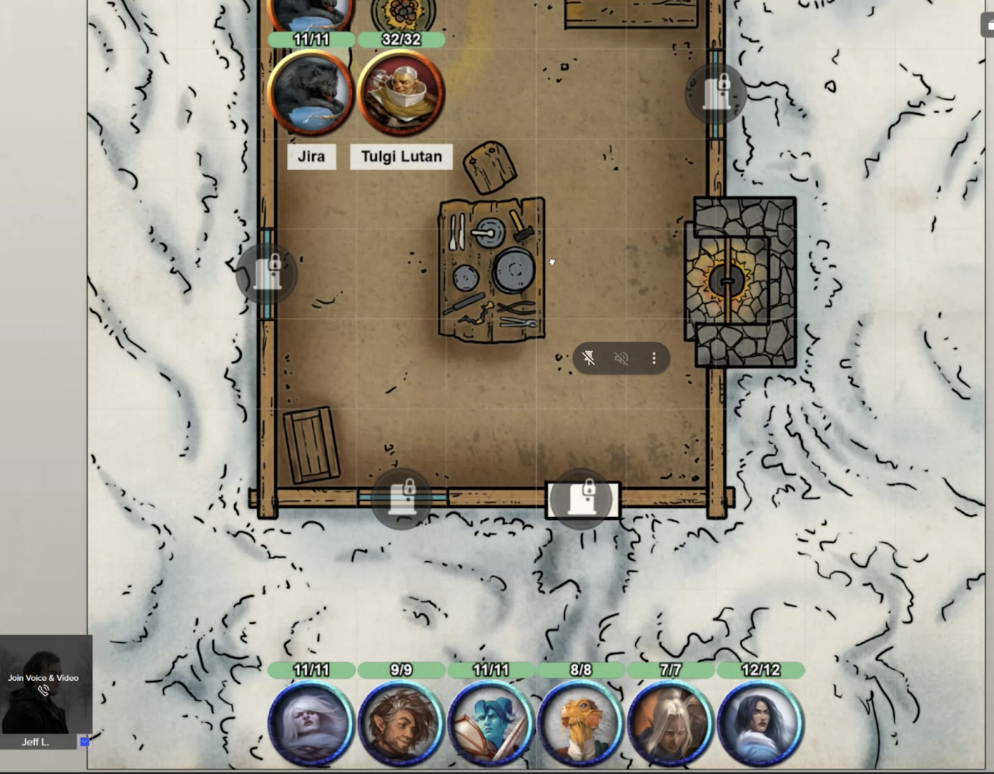 11/11
32/32
Jira
Tulgi Lutan
11/11
9/9
11/11
8/8
7/7
12/12
Join Voice & Video
Jeff L.